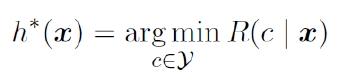 h*(x) = arg min R(c | x)
c∈𝒴